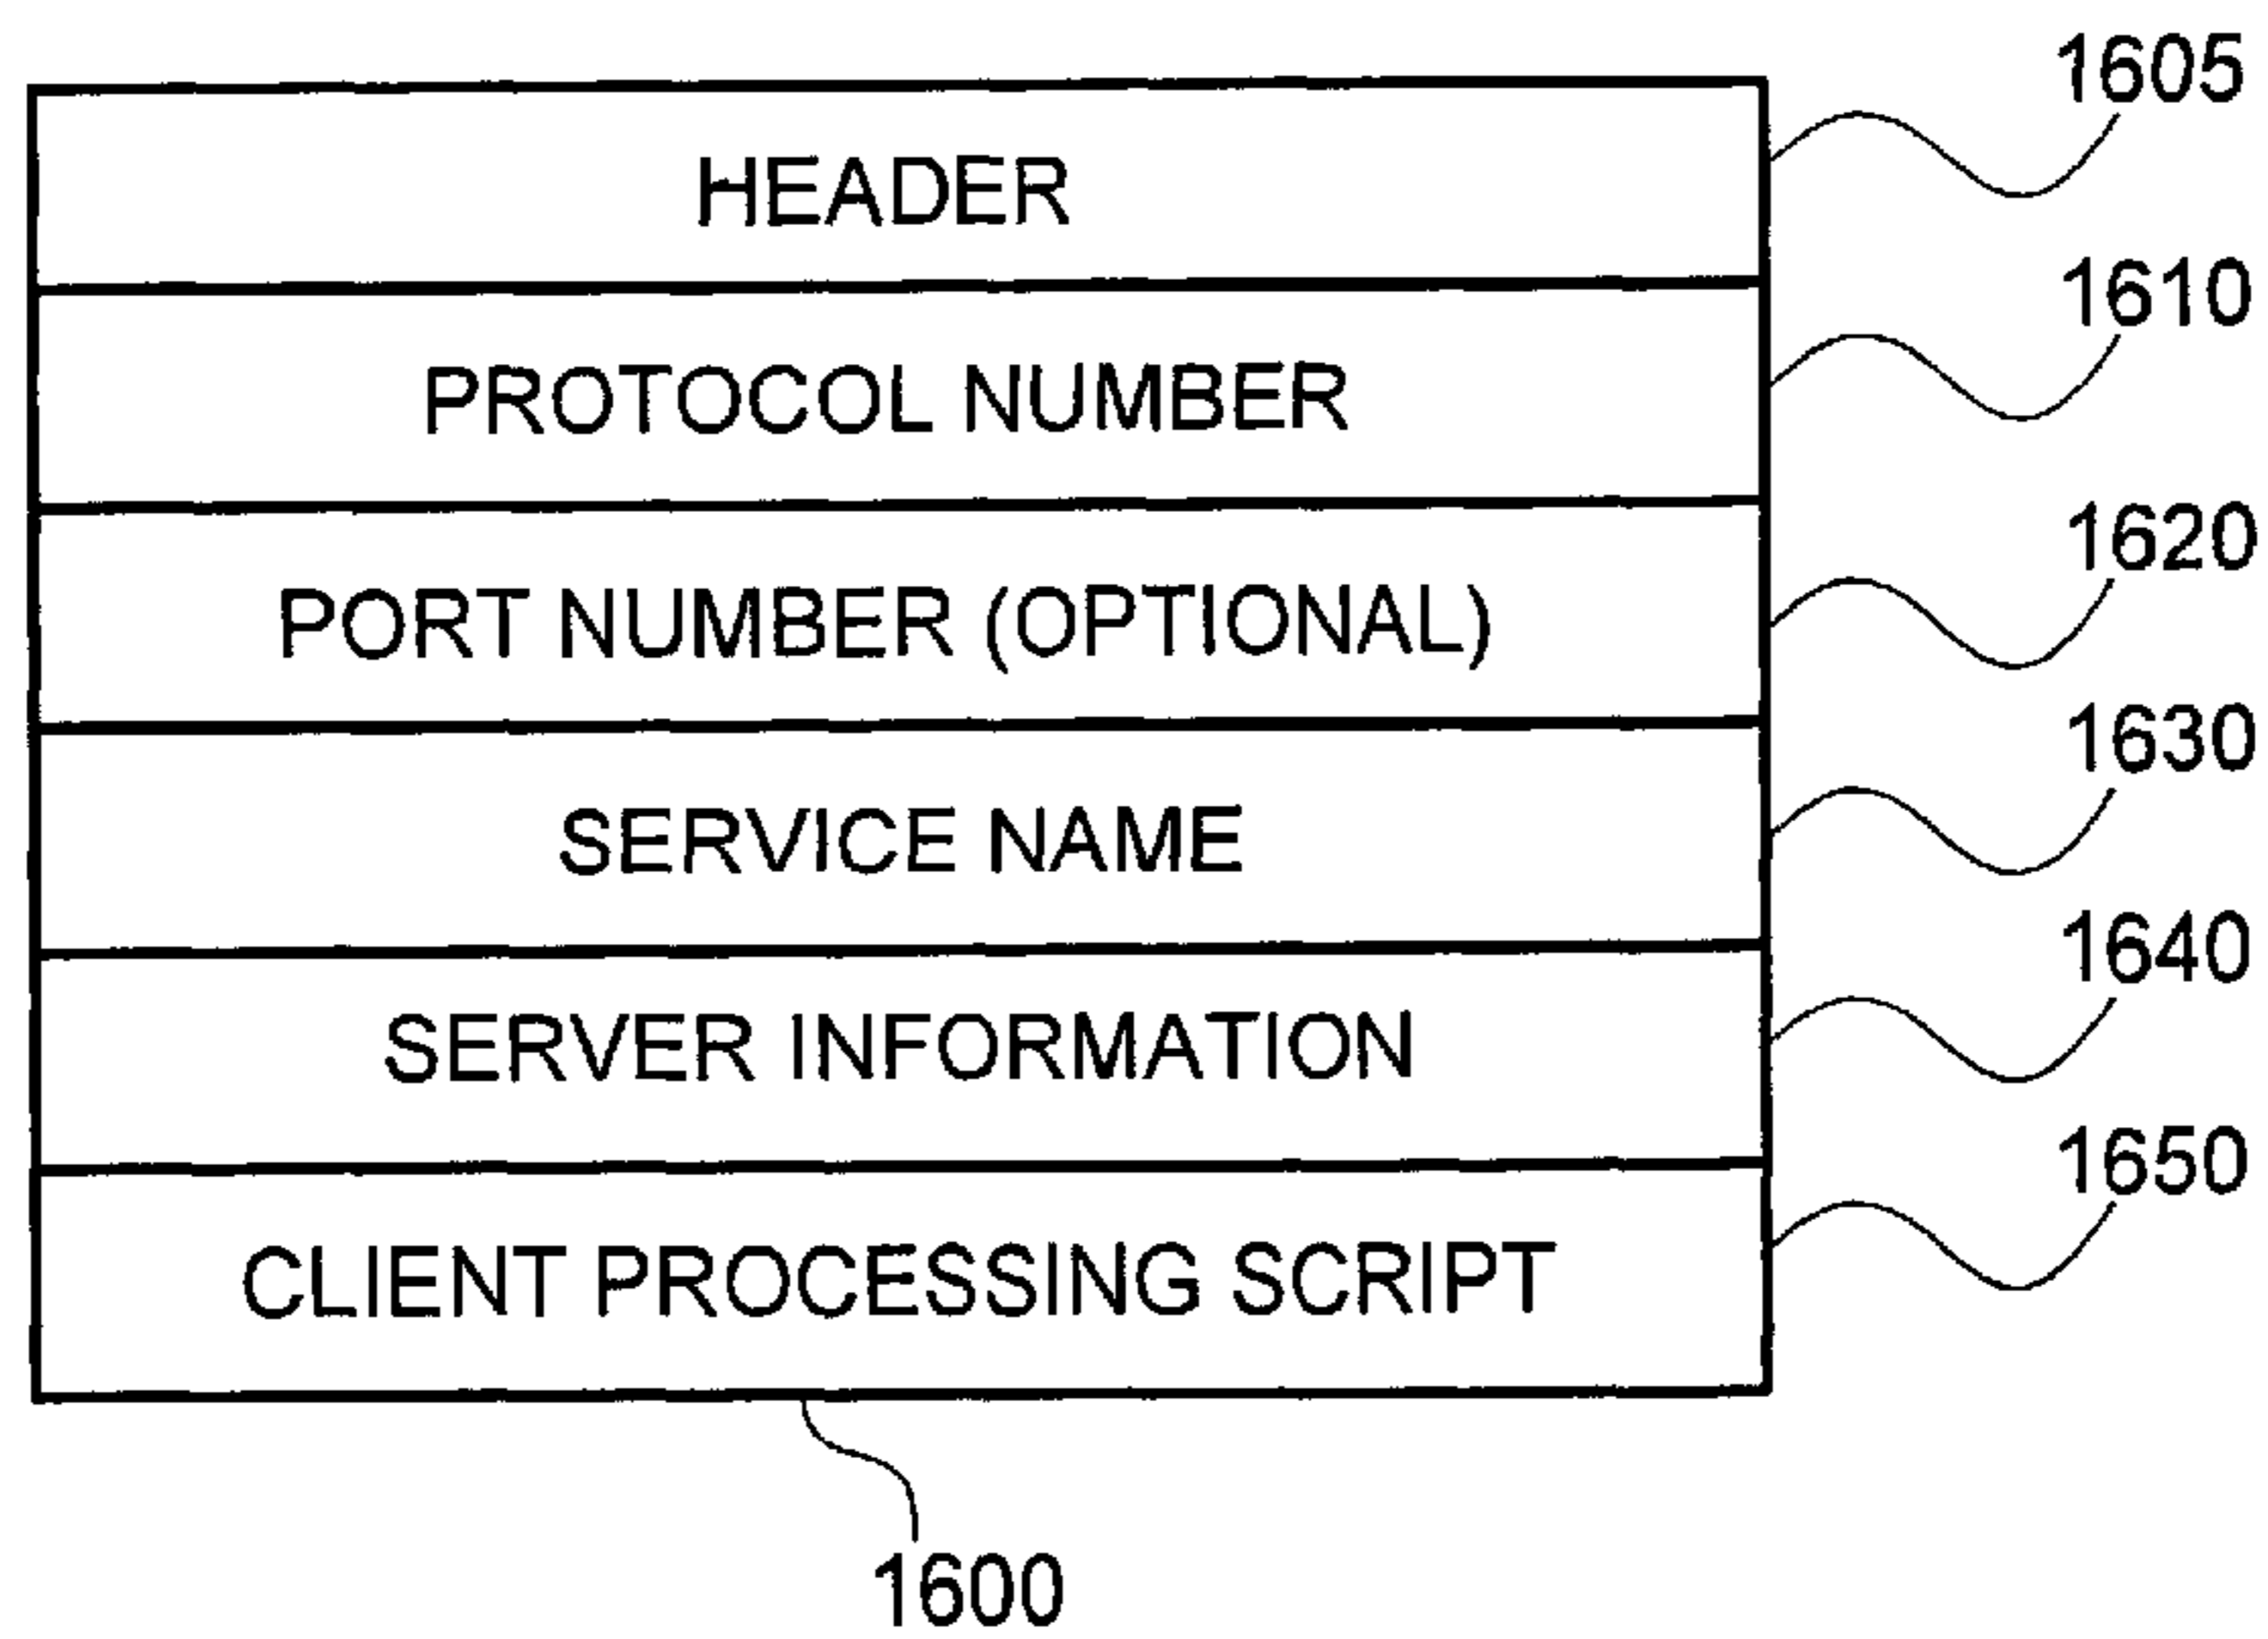 1605
HEADER
1610
PROTOCOL NUMBER
1620
PORT NUMBER (OPTIONAL)
1630
SERVICE NAME
1640
SERVER INFORMATION
1650
CLIENT PROCESSING SCRIPT
1600